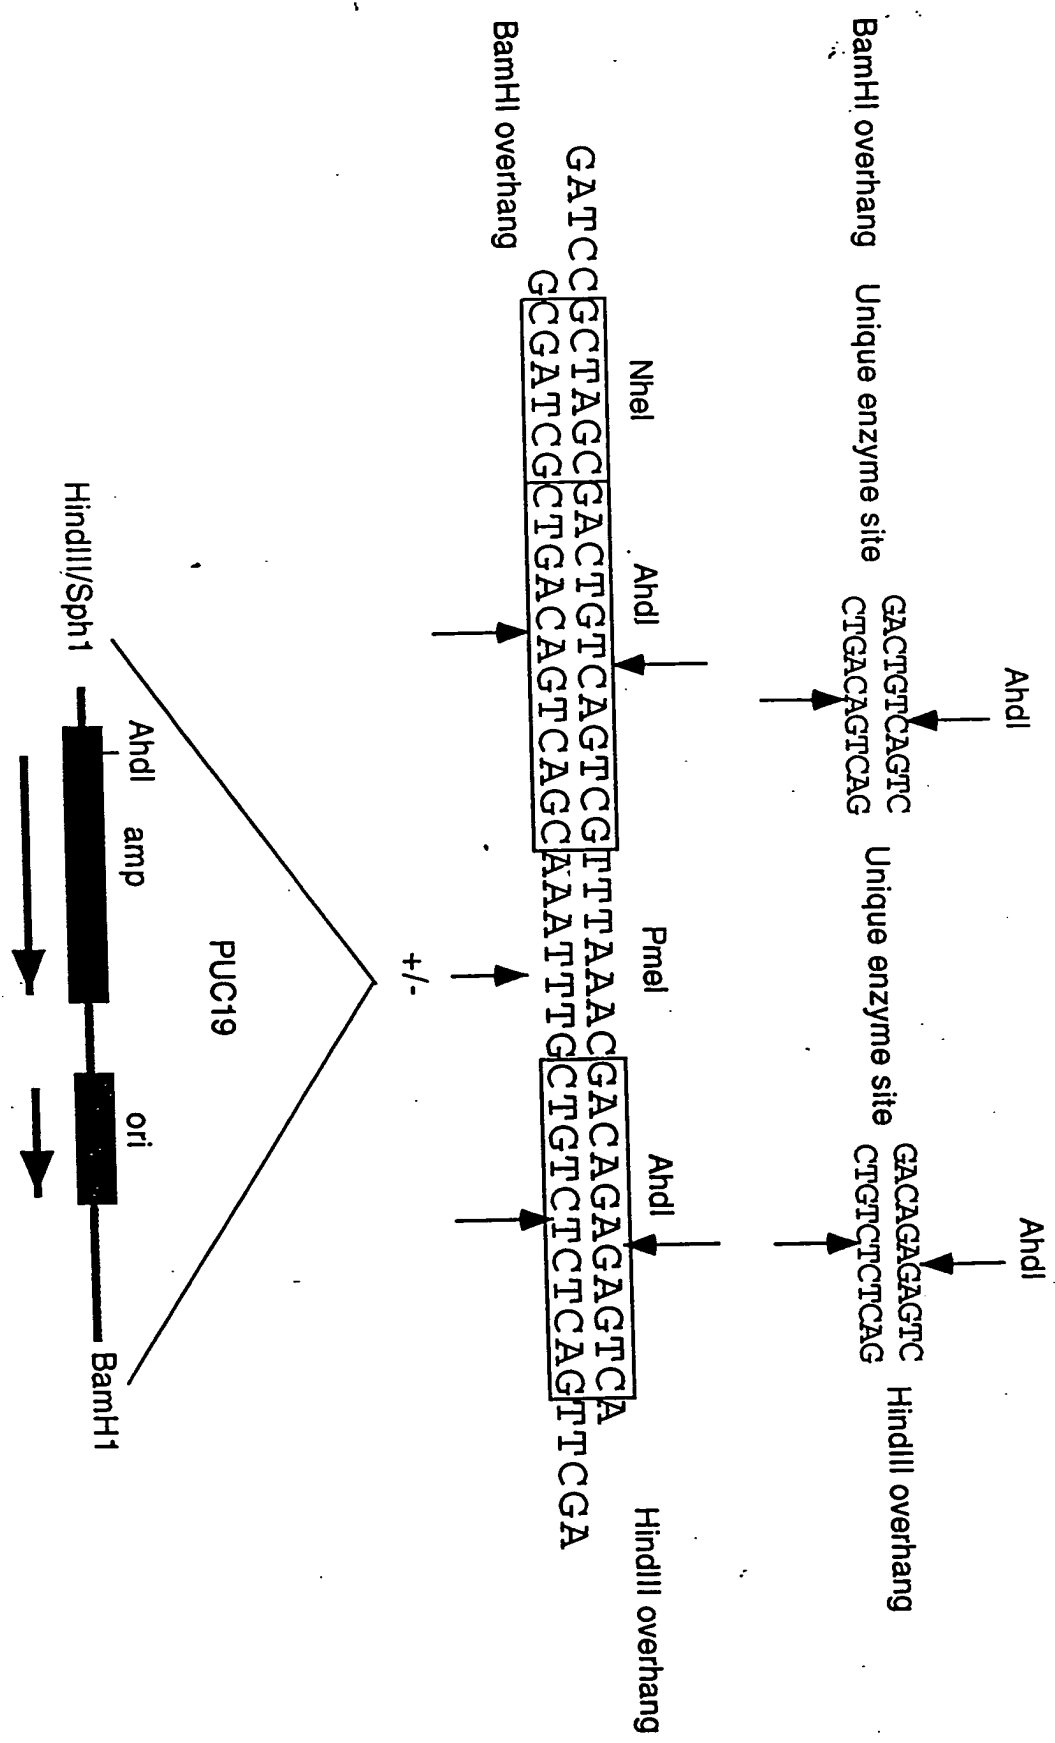 AhdI AhdI
BamHI overhang Unique enzyme site GACTGTCAGTC Unique enzyme site GACAGAGAGTC HindIII overhang
CTGACAGTCAG CTGTCTCTCAG
NheI AhdI PmeI AhdI HindIII overhang
GATCCGCTAGCGACTGTCAGTCGTTTAAACGACAGAGAGTCA
GCGATCGCTGACAGTCAGCAAATTTGCTGTCTCTCAGTTCGA
BamHI overhang
+/-
PUC19
AhdI amp ori
HindIII/Sph1 BamH1